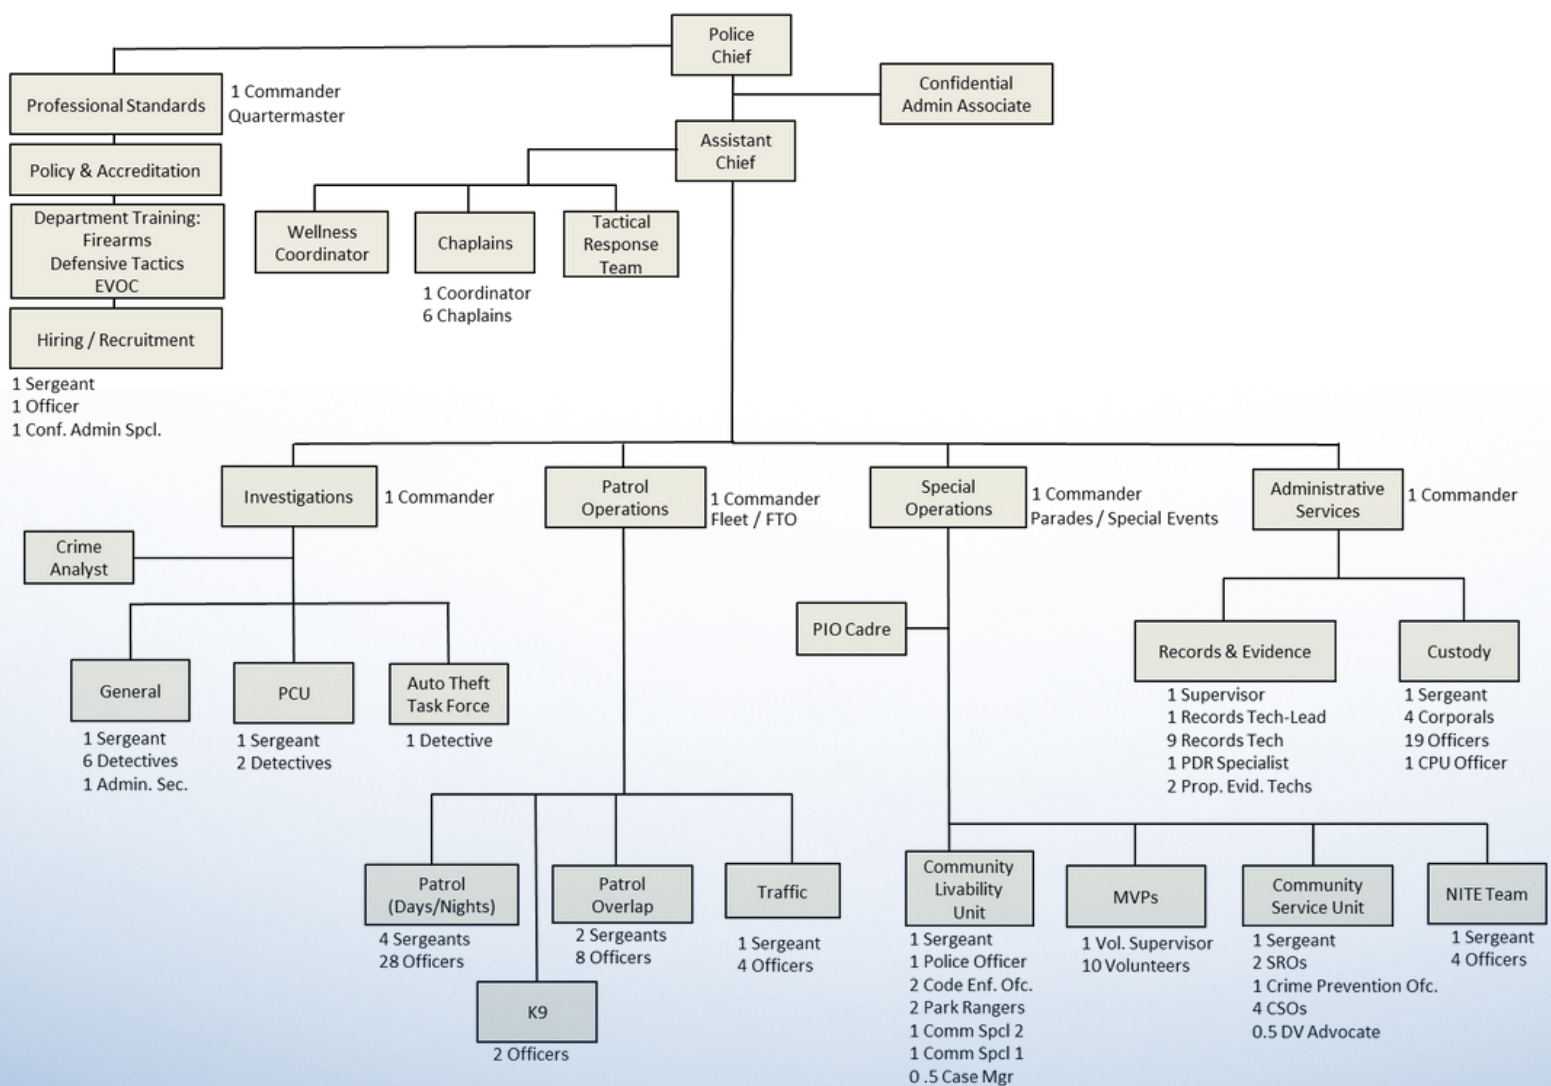 Police
Chief
Professional Standards
1 Commander
Quartermaster
Confidential
Admin Associate
Assistant
Chief
Policy & Accreditation
Department Training:
Firearms
Defensive Tactics
EVOC
Hiring / Recruitment
1 Sergeant
1 Officer
1 Conf. Admin Spcl.
Wellness
Coordinator
Chaplains
1 Coordinator
6 Chaplains
Tactical
Response
Team
Investigations
1 Commander
Patrol
Operations
1 Commander
Fleet / FTO
Special
Operations
1 Commander
Parades / Special Events
Administrative
Services
1 Commander
Crime
Analyst
General
1 Sergeant
6 Detectives
1 Admin. Sec.
PCU
1 Sergeant
2 Detectives
Auto Theft
Task Force
1 Detective
PIO Cadre
Records & Evidence
1 Supervisor
1 Records Tech-Lead
9 Records Tech
1 PDR Specialist
2 Prop. Evid. Techs
Custody
1 Sergeant
4 Corporals
19 Officers
1 CPU Officer
Patrol
(Days/Nights)
4 Sergeants
28 Officers
K9
2 Officers
Patrol
Overlap
2 Sergeants
8 Officers
Traffic
1 Sergeant
4 Officers
Community
Livability
Unit
1 Sergeant
1 Police Officer
2 Code Enf. Ofc.
2 Park Rangers
1 Comm Spcl 2
1 Comm Spcl 1
0 .5 Case Mgr
MVPs
1 Vol. Supervisor
10 Volunteers
Community
Service Unit
1 Sergeant
2 SROs
1 Crime Prevention Ofc.
4 CSOs
0.5 DV Advocate
NITE Team
1 Sergeant
4 Officers